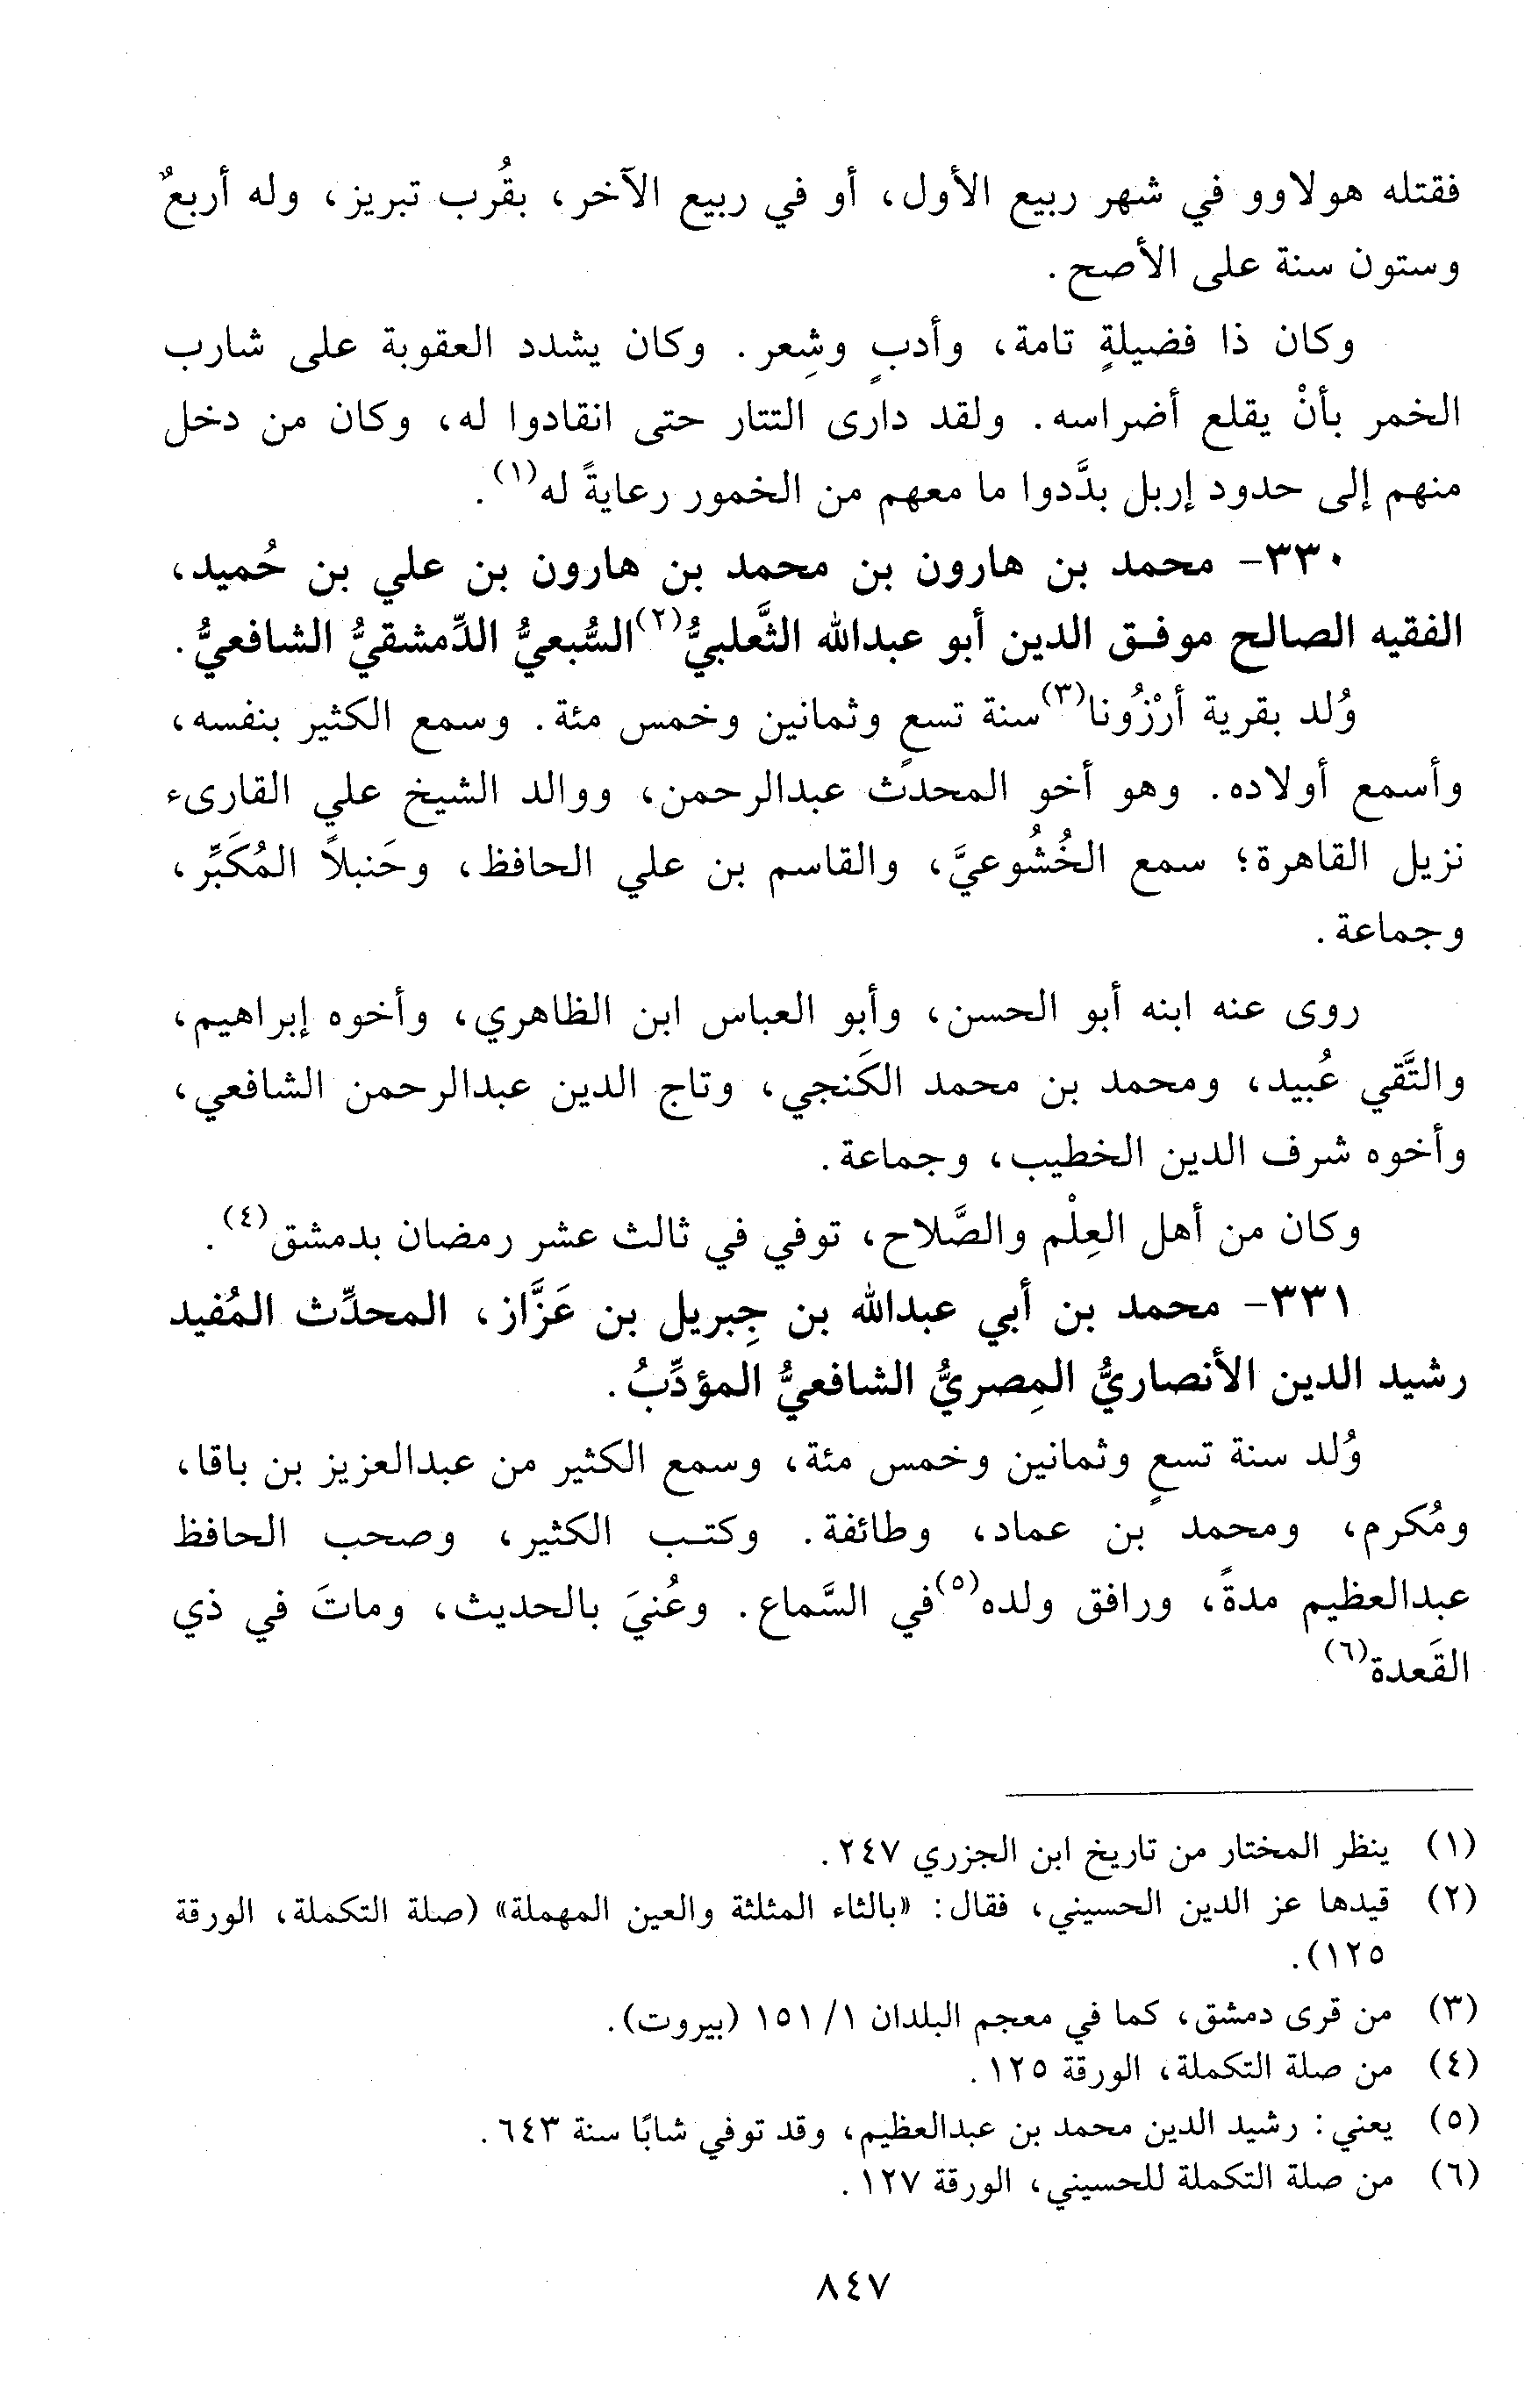 فقتله هولاوو في شهر ربيع الأول، أو في ربيع الآخر، بقُرب تبريز، وله أربعٌ
وستون سنة على الأصح.
وكان ذا فضيلةٍ تامة، وأدبٍ وشِعر. وكان يشدد العقوبة على شارب
الخمر بأنْ يقلع أضراسه. ولقد دارى التتار حتى انقادوا له، وكان من دخل
منهم إلى حدود إربل بدَّدوا ما معهم من الخمور رعايةً له(١).
٣٣٠- محمد بن هارون بن محمد بن هارون بن علي بن حُميد،
الفقيه الصالح موفـق الدين أبو عبدالله الثَّعلبيُّ(٢) السُّبعيُّ الدِّمشقيُّ الشافعيُّ.
وُلد بقرية أرْزُونا(٣) سنة تسعٍ وثمانين وخمس مئة. وسمع الكثير بنفسه،
وأسمع أولاده. وهو أخو المحدث عبدالرحمن، ووالد الشيخ علي القارىء
نزيل القاهرة؛ سمع الخُشُوعيَّ، والقاسم بن علي الحافظ، وحَنبلاً المُكَبِّر،
وجماعة.
روى عنه ابنه أبو الحسن، وأبو العباس ابن الظاهري، وأخوه إبراهيم،
والتَّقي عُبيد، ومحمد بن محمد الكَنجي، وتاج الدين عبدالرحمن الشافعي،
وأخوه شرف الدين الخطيب، وجماعة.
وكان من أهل العِلْم والصَّلاح، توفي في ثالث عشر رمضان بدمشق(٤).
٣٣١- محمد بن أبي عبدالله بن جِبريل بن عَزَّاز، المحدِّث المُفيد
رشيد الدين الأنصاريُّ المِصريُّ الشافعيُّ المؤدِّبُ.
وُلد سنة تسعٍ وثمانين وخمس مئة، وسمع الكثير من عبدالعزيز بن باقا،
ومُكرم، ومحمد بن عماد، وطائفة. وكتـب الكثير، وصحب الحافظ
عبدالعظيم مدةً، ورافق ولده(٥) في السَّماع. وعُنيَ بالحديث، وماتَ في ذي
القَعدة(٦)
(١) ينظر المختار من تاريخ ابن الجزري ٢٤٧.
(٢) قيدها عز الدين الحسيني، فقال: «بالثاء المثلثة والعين المهملة» (صلة التكملة، الورقة
١٢٥).
(٣) من قرى دمشق، كما في معجم البلدان ١/ ١٥١ (بيروت).
(٤) من صلة التكملة، الورقة ١٢٥.
(٥) يعني: رشيد الدين محمد بن عبدالعظيم، وقد توفي شابًا سنة ٦٤٣.
(٦) من صلة التكملة للحسيني، الورقة ١٢٧.
٨٤٧